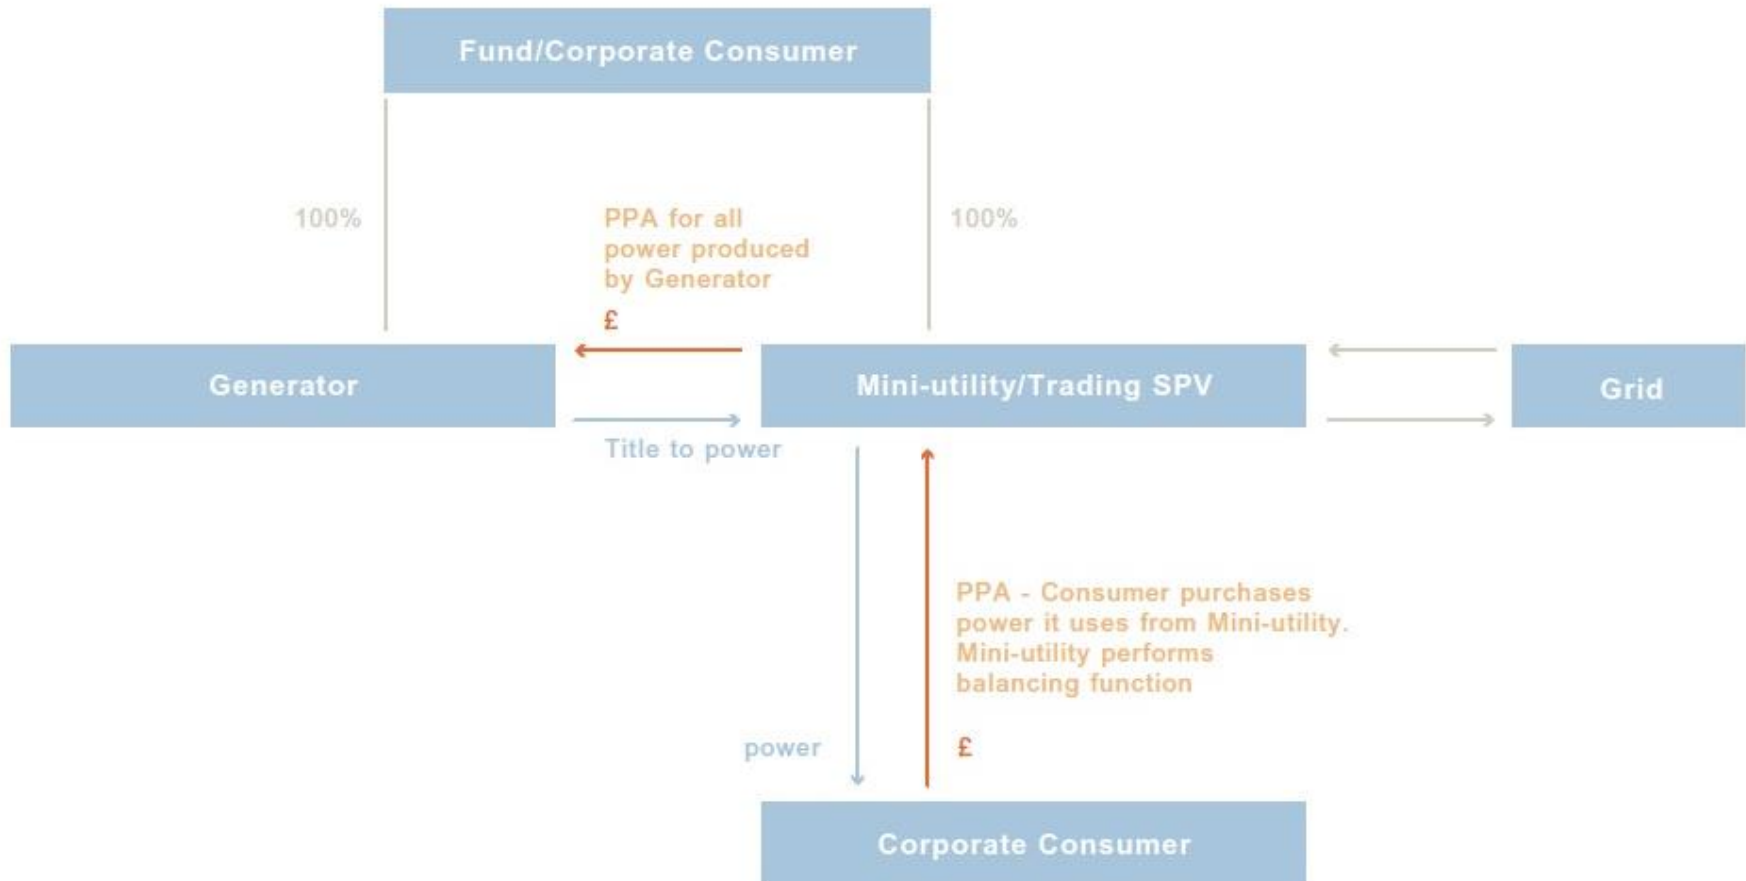 Fund/Corporate Consumer
100%
PPA for all
power produced
by Generator
£
100%
Generator
Mini-utility/Trading SPV
Grid
Title to power
PPA - Consumer purchases
power it uses from Mini-utility.
Mini-utility performs
balancing function
power
£
Corporate Consumer